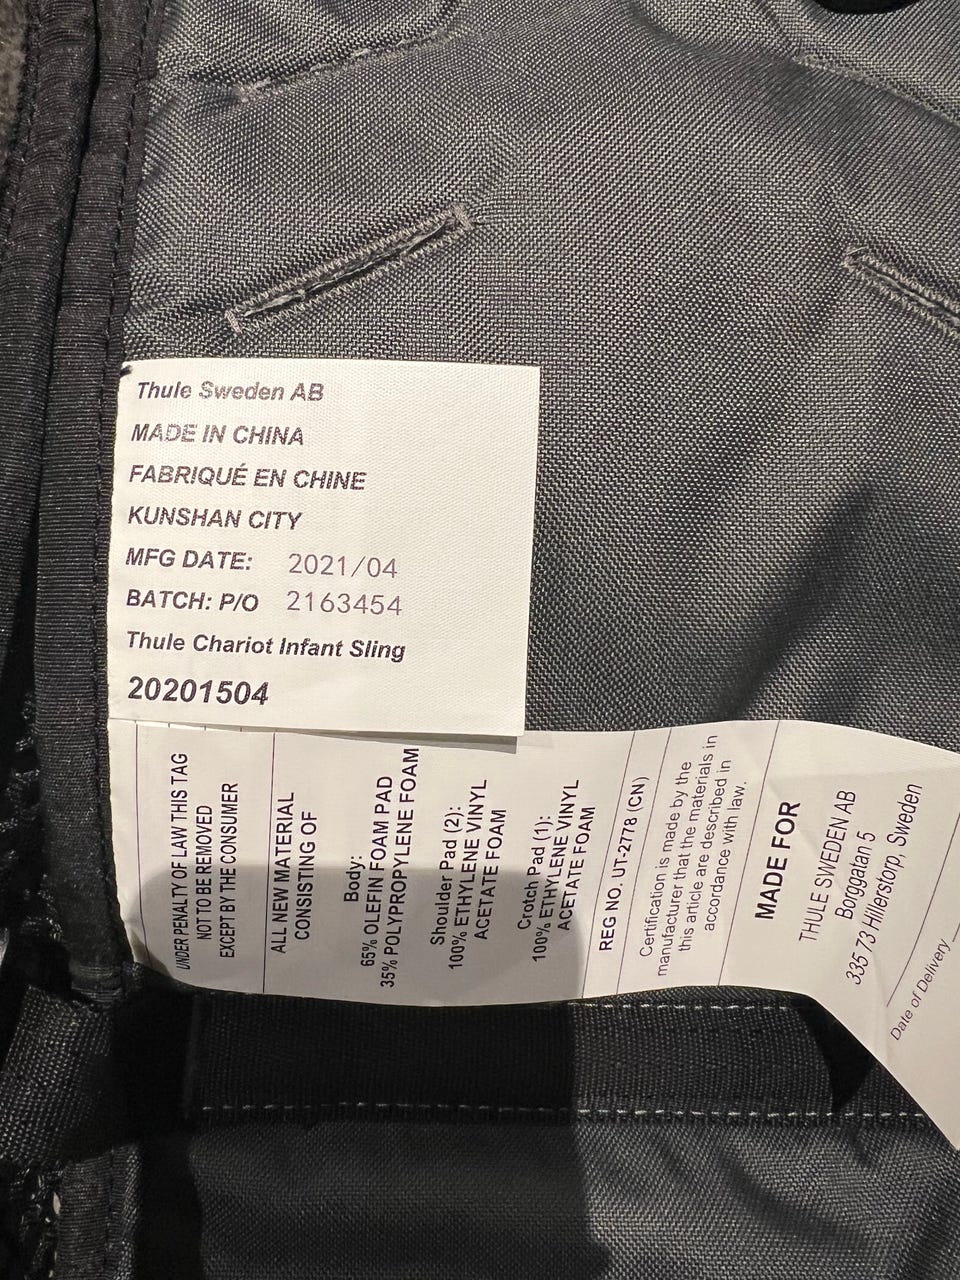 Thule Sweden AB
MADE IN CHINA
FABRIQUÉ EN CHINE
KUNSHAN CITY
MFG DATE: 2021/04
BATCH: P/O 2163454
Thule Chariot Infant Sling
20201504
UNDER PENALTY OF LAW THIS TAG
NOT TO BE REMOVED
EXCEPT BY THE CONSUMER
ALL NEW MATERIAL
CONSISTING OF
Body:
65% OLEFIN FOAM PAD
35% POLYPROPYLENE FOAM
Shoulder Pad (2):
100% ETHYLENE VINYL
ACETATE FOAM
Crotch Pad (1):
100% ETHYLENE VINYL
ACETATE FOAM
REG NO. UT-2778 (CN)
Certification is made by the
manufacturer that the materials in
this article are described in
accordance with law.
MADE FOR
THULE SWEDEN AB
Borggatan 5
335 73 Hillerstorp, Sweden
Date of Delivery